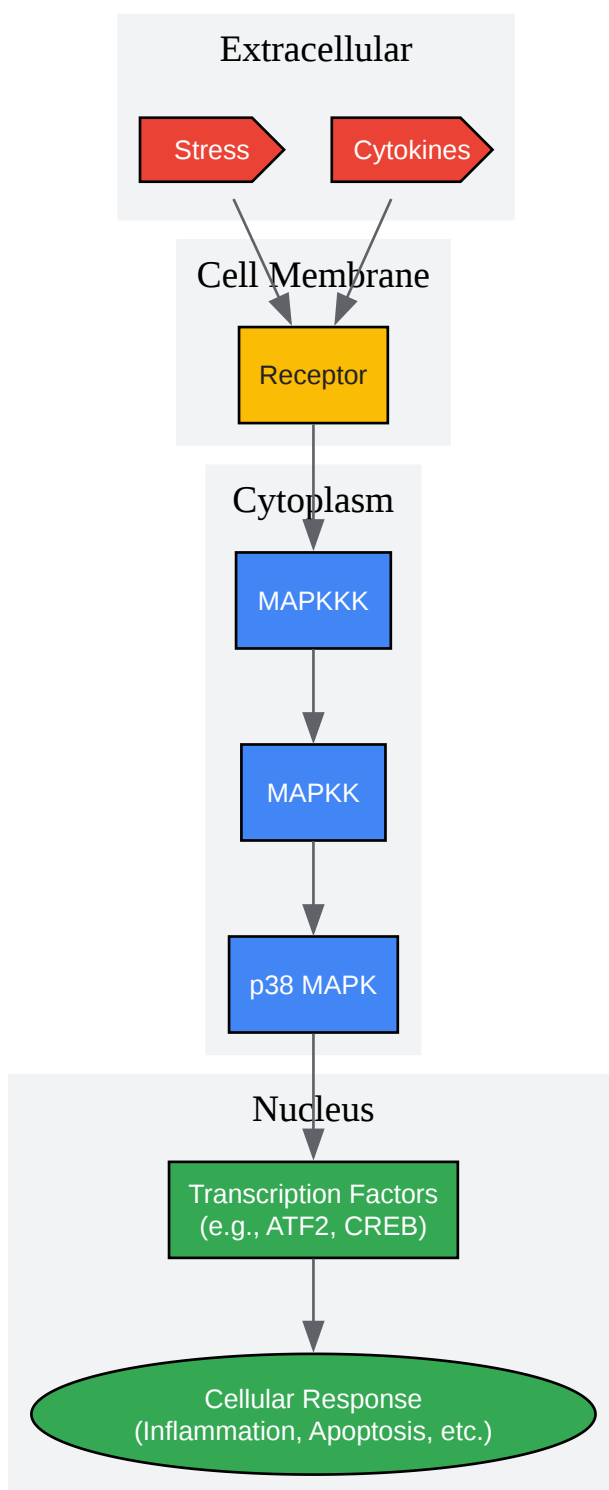 Extracellular
Stress
Cytokines
Cell Membrane
Receptor
Cytoplasm
MAPKKK
MAPKK
p38 MAPK
Nucleus
Transcription Factors
(e.g., ATF2, CREB)
Cellular Response
(Inflammation, Apoptosis, etc.)